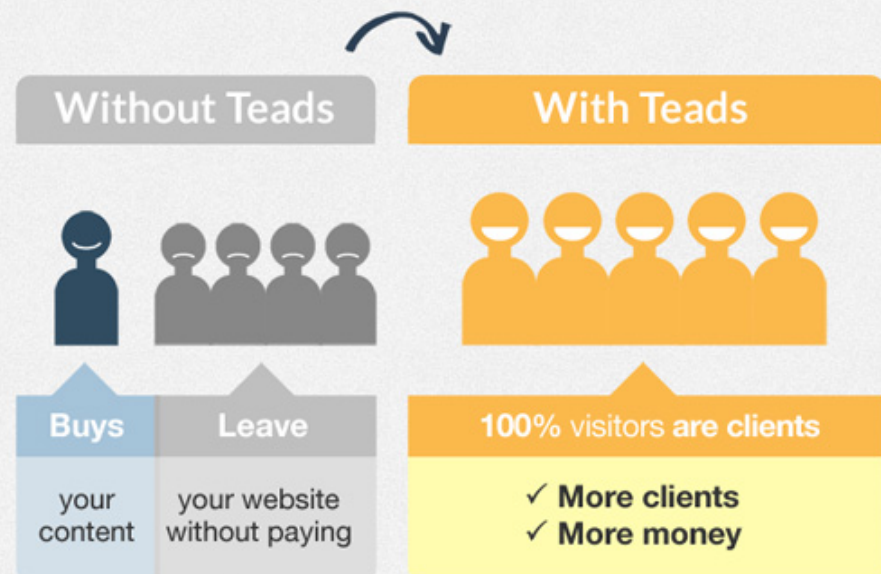 Without Teads
With Teads
Buys
Leave
your
content
your website
without paying
100% visitors are clients
✓ More clients
✓ More money